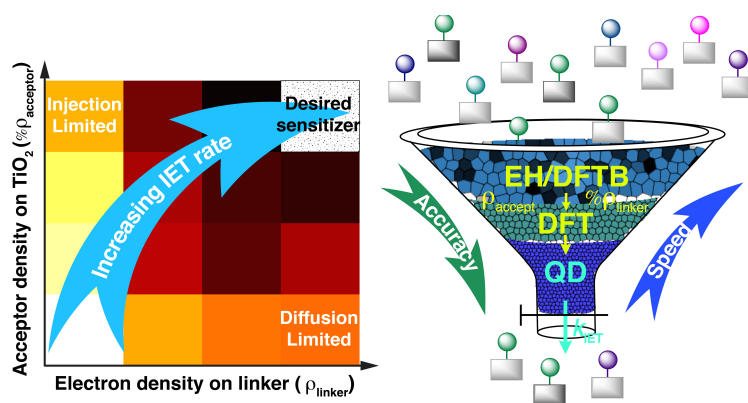 Acceptor density on TiO2 (%ρacceptor)
Injection
Limited
Desired
sensitizer
Increasing IET rate
Diffusion
Limited
Electron density on linker ( ρlinker)
EH/DFTB
ρaccept %ρlinker
DFT
QD
kIET
Accuracy
Speed